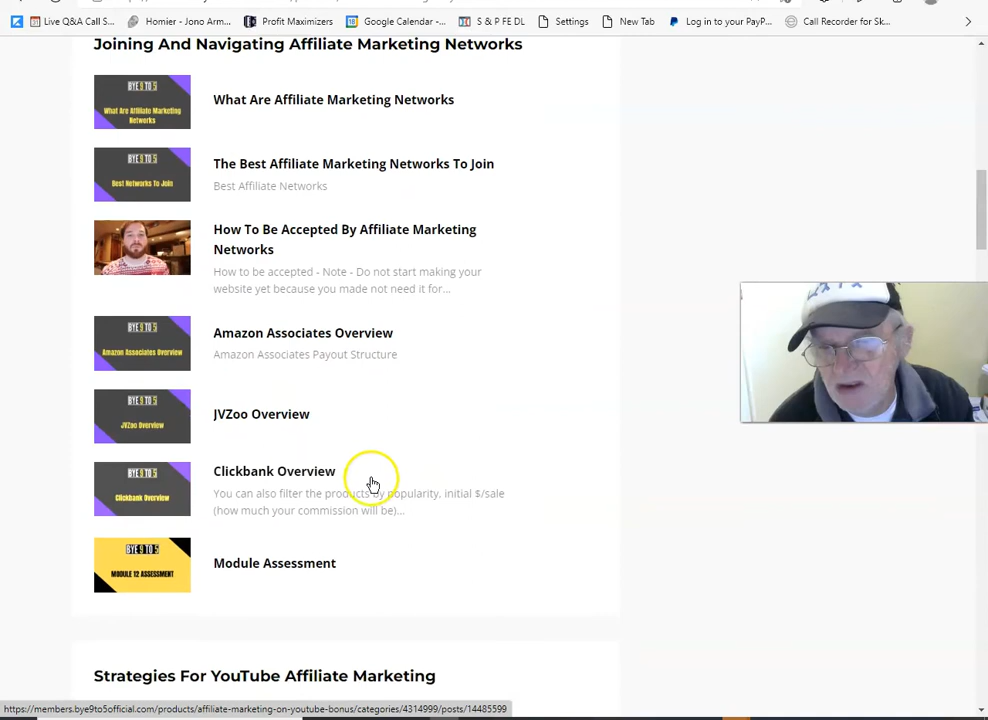 Live Q&A Call S...
Homier - Jono Arm...
Profit Maximizers
Google Calendar -...
S & P FE DL
Settings
New Tab
Log in to your PayP...
Call Recorder for Sk...
Joining And Navigating Affiliate Marketing Networks
BYE 9 TO 5
What Are Affiliate Marketing
Networks
What Are Affiliate Marketing Networks
BYE 9 TO 5
Best Networks To Join
The Best Affiliate Marketing Networks To Join
Best Affiliate Networks
How To Be Accepted By Affiliate Marketing
Networks
How to be accepted - Note - Do not start making your
website yet because you made not need it for...
BYE 9 TO 5
Amazon Associates Overview
Amazon Associates Overview
Amazon Associates Payout Structure
BYE 9 TO 5
JVZoo Overview
JVZoo Overview
BYE 9 TO 5
Clickbank Overview
Clickbank Overview
You can also filter the products by popularity, initial $/sale
(how much your commission will be)...
BYE 9 TO 5
MODULE 12 ASSESSMENT
Module Assessment
Strategies For YouTube Affiliate Marketing
https://members.bye9to5official.com/products/affiliate-marketing-on-youtube-bonus/categories/4314999/posts/14485599